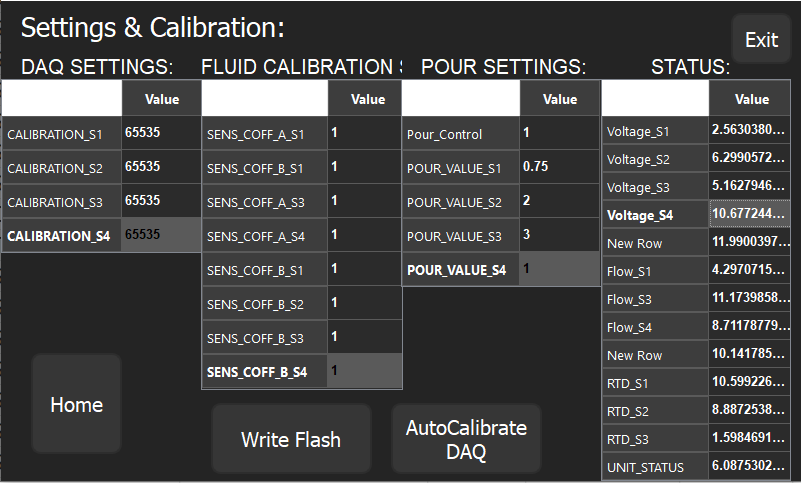 Settings & Calibration:
Exit
DAQ SETTINGS:
Value
CALIBRATION_S1 65535
CALIBRATION_S2 65535
CALIBRATION_S3 65535
CALIBRATION_S4 65535
FLUID CALIBRATION S
Value
SENS_COFF_A_S1 1
SENS_COFF_B_S1 1
SENS_COFF_A_S3 1
SENS_COFF_A_S4 1
SENS_COFF_B_S1 1
SENS_COFF_B_S2 1
SENS_COFF_B_S3 1
SENS_COFF_B_S4 1
POUR SETTINGS:
Value
Pour_Control 1
POUR_VALUE_S1 0.75
POUR_VALUE_S2 2
POUR_VALUE_S3 3
POUR_VALUE_S4 1
STATUS:
Value
Voltage_S1 2.5630380...
Voltage_S2 6.2990572...
Voltage_S3 5.1627946...
Voltage_S4 10.677244...
New Row 11.9900397...
Flow_S1 4.2970715...
Flow_S3 11.1739858...
Flow_S4 8.71178779...
New Row 10.141785...
RTD_S1 10.599226...
RTD_S2 8.8872538...
RTD_S3 1.5984691...
UNIT_STATUS 6.0875302...
Home
Write Flash
AutoCalibrate
DAQ